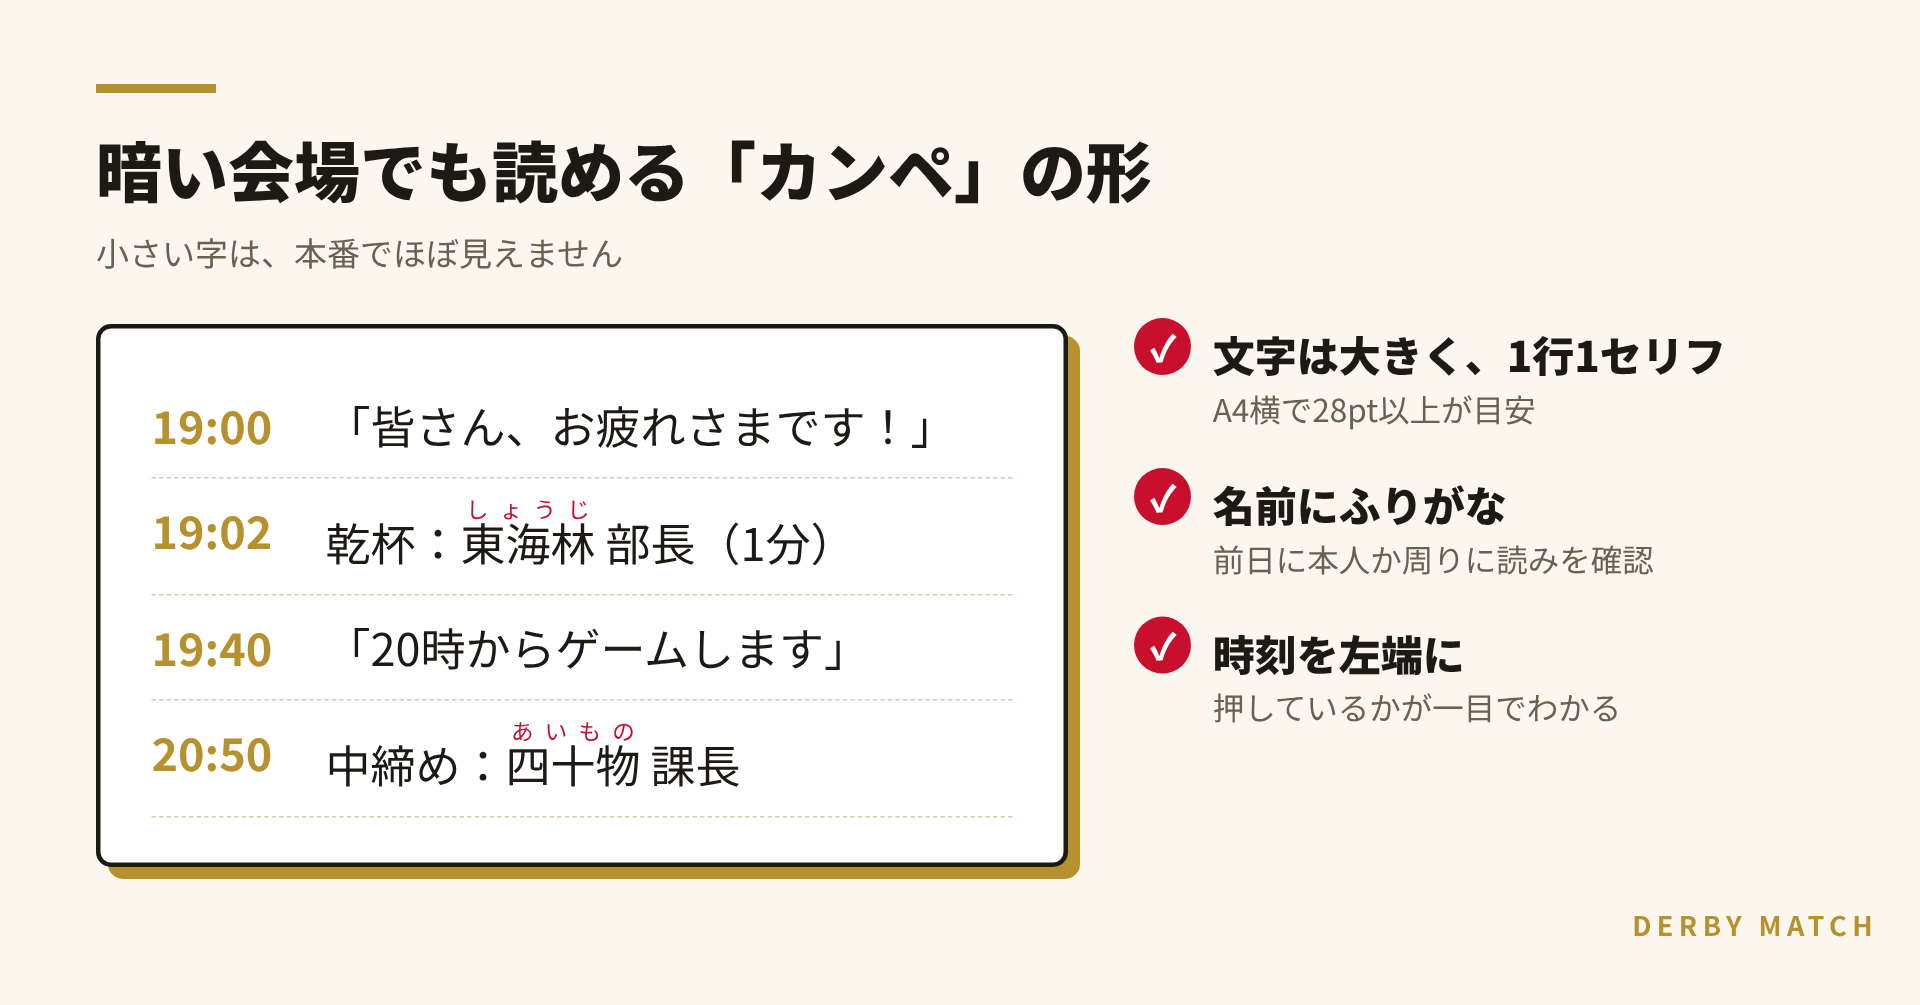 暗い会場でも読める「カンペ」の形
小さい字は、本番でほぼ見えません
19:00 「皆さん、お疲れさまです！」
しょうじ
19:02 乾杯：東海林 部長（1分）
19:40 「20時からゲームします」
あいもの
20:50 中締め：四十物 課長
文字は大きく、1行1セリフ
A4横で28pt以上が目安
名前にふりがな
前日に本人か周りに読みを確認
時刻を左端に
押しているかが一目でわかる
DERBY MATCH